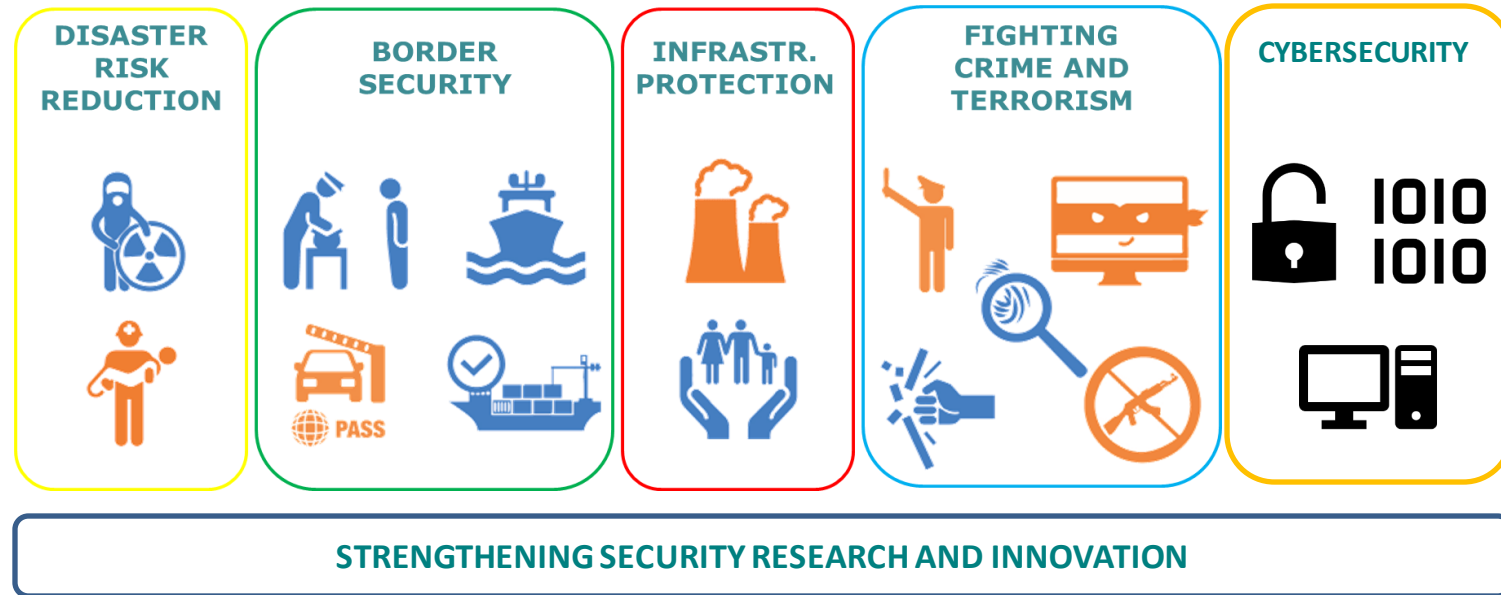 DISASTER
RISK
REDUCTION
BORDER
SECURITY
INFRASTR.
PROTECTION
FIGHTING
CRIME AND
TERRORISM
CYBERSECURITY
PASS
1010
1010
STRENGTHENING SECURITY RESEARCH AND INNOVATION